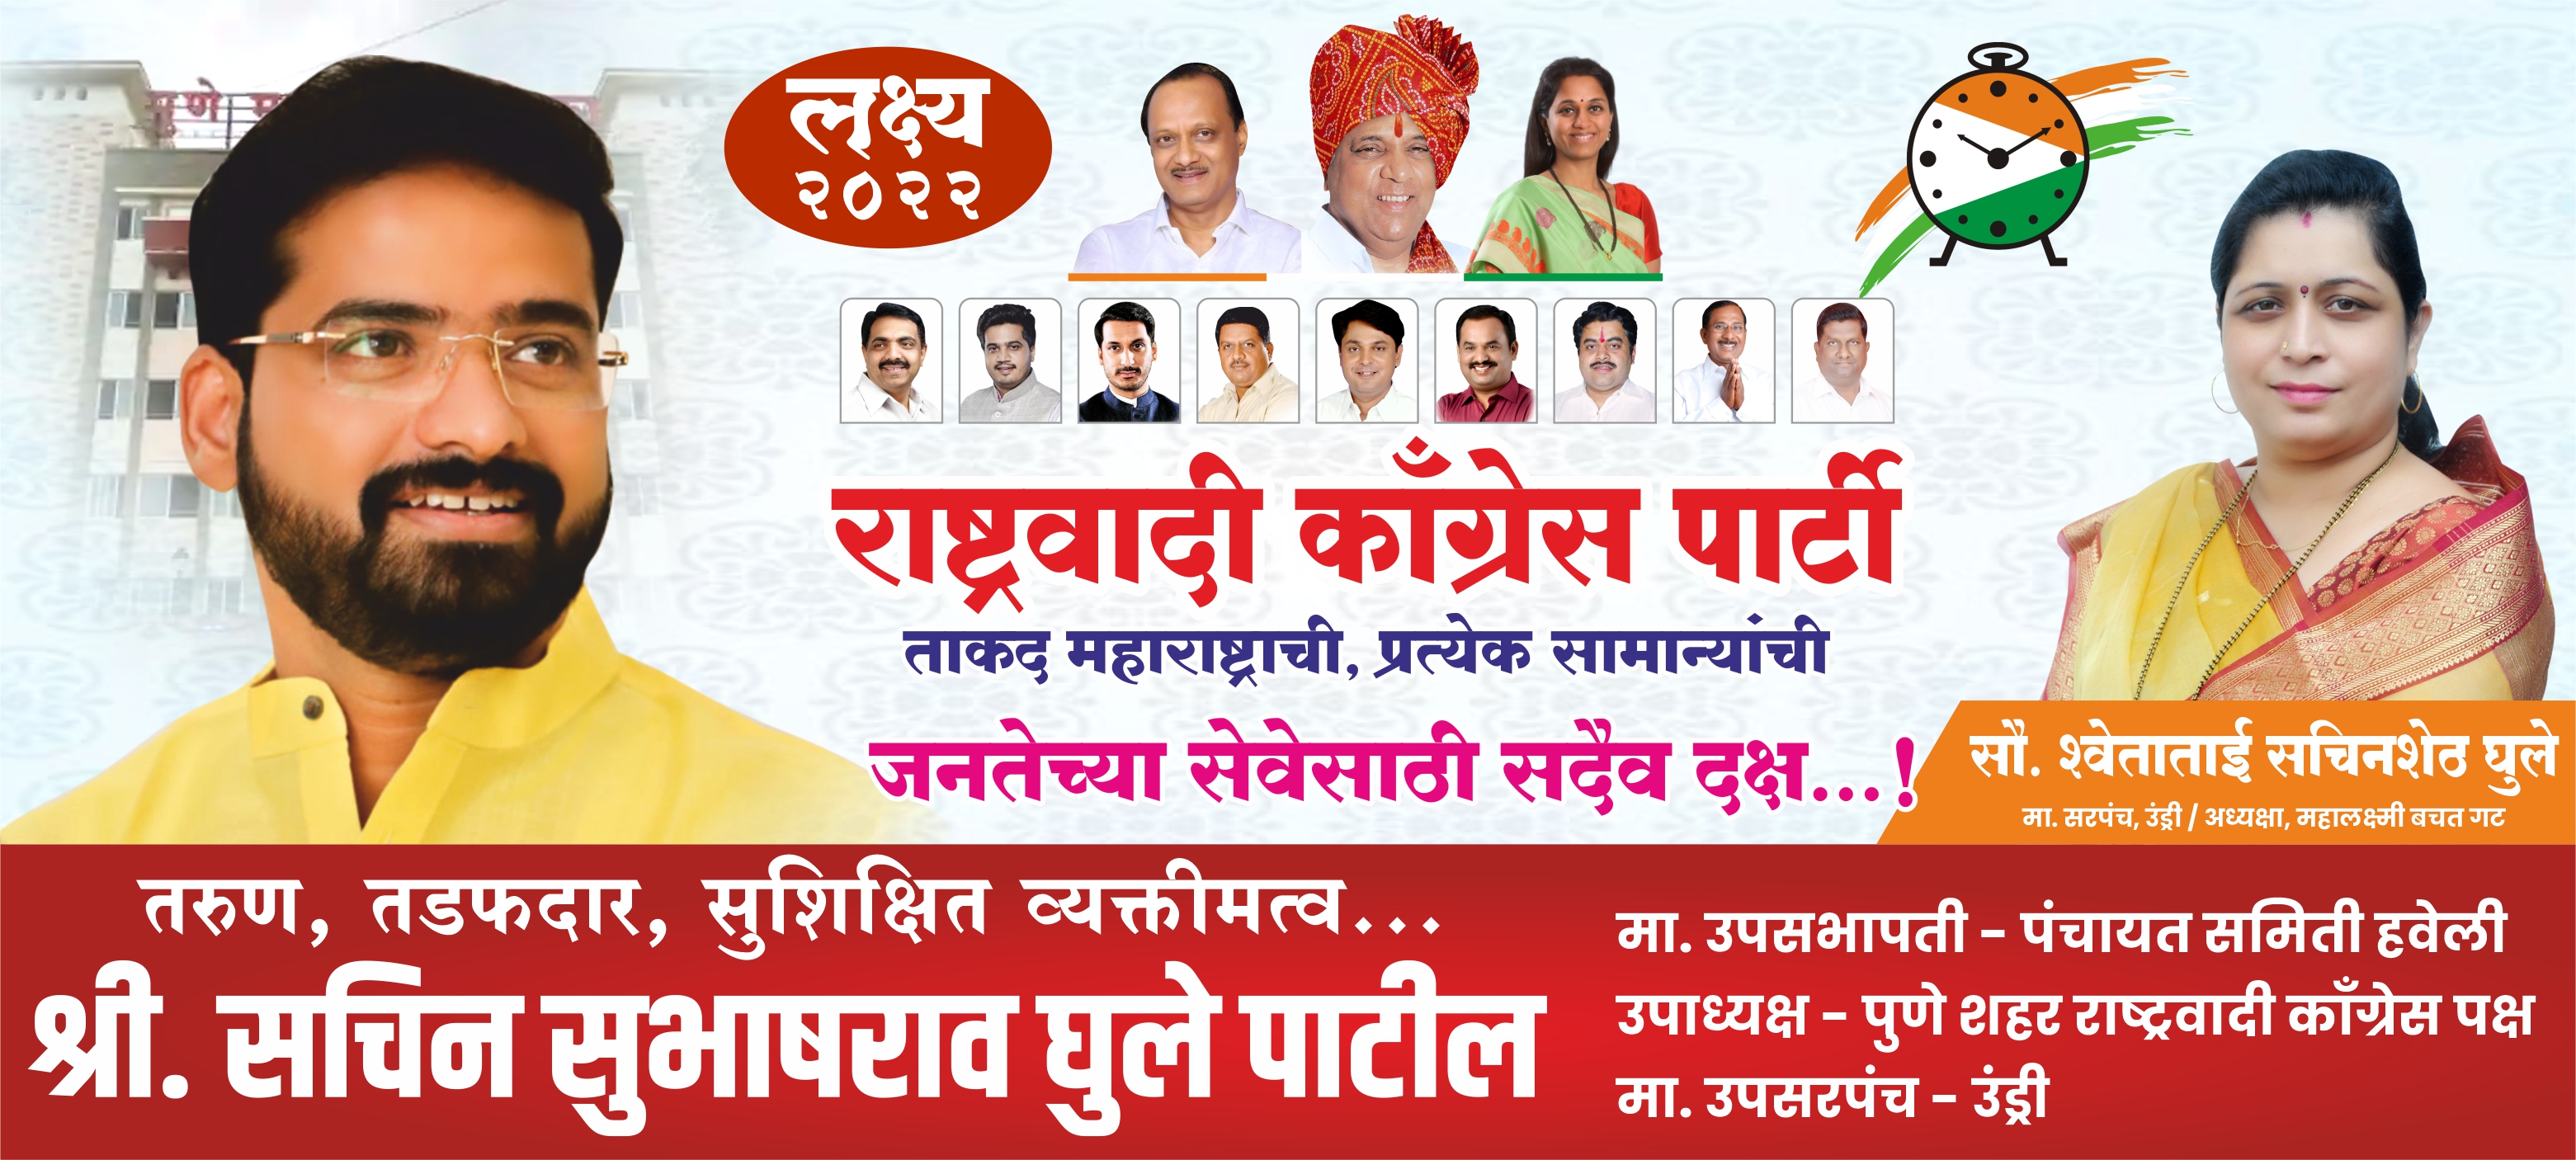 लक्ष्य
२०२२
राष्ट्रवादी काँग्रेस पार्टी
ताकद महाराष्ट्राची, प्रत्येक सामान्यांची
जनतेच्या सेवेसाठी सदैव दक्ष...!
सौ. श्वेताताई सचिनशेठ घुले
मा. सरपंच, उंड्री / अध्यक्षा, महालक्ष्मी बचत गट
तरुण, तडफदार, सुशिक्षित व्यक्तीमत्व...
श्री. सचिन सुभाषराव घुले पाटील
मा. उपसभापती - पंचायत समिती हवेली
उपाध्यक्ष - पुणे शहर राष्ट्रवादी काँग्रेस पक्ष
मा. उपसरपंच - उंड्री